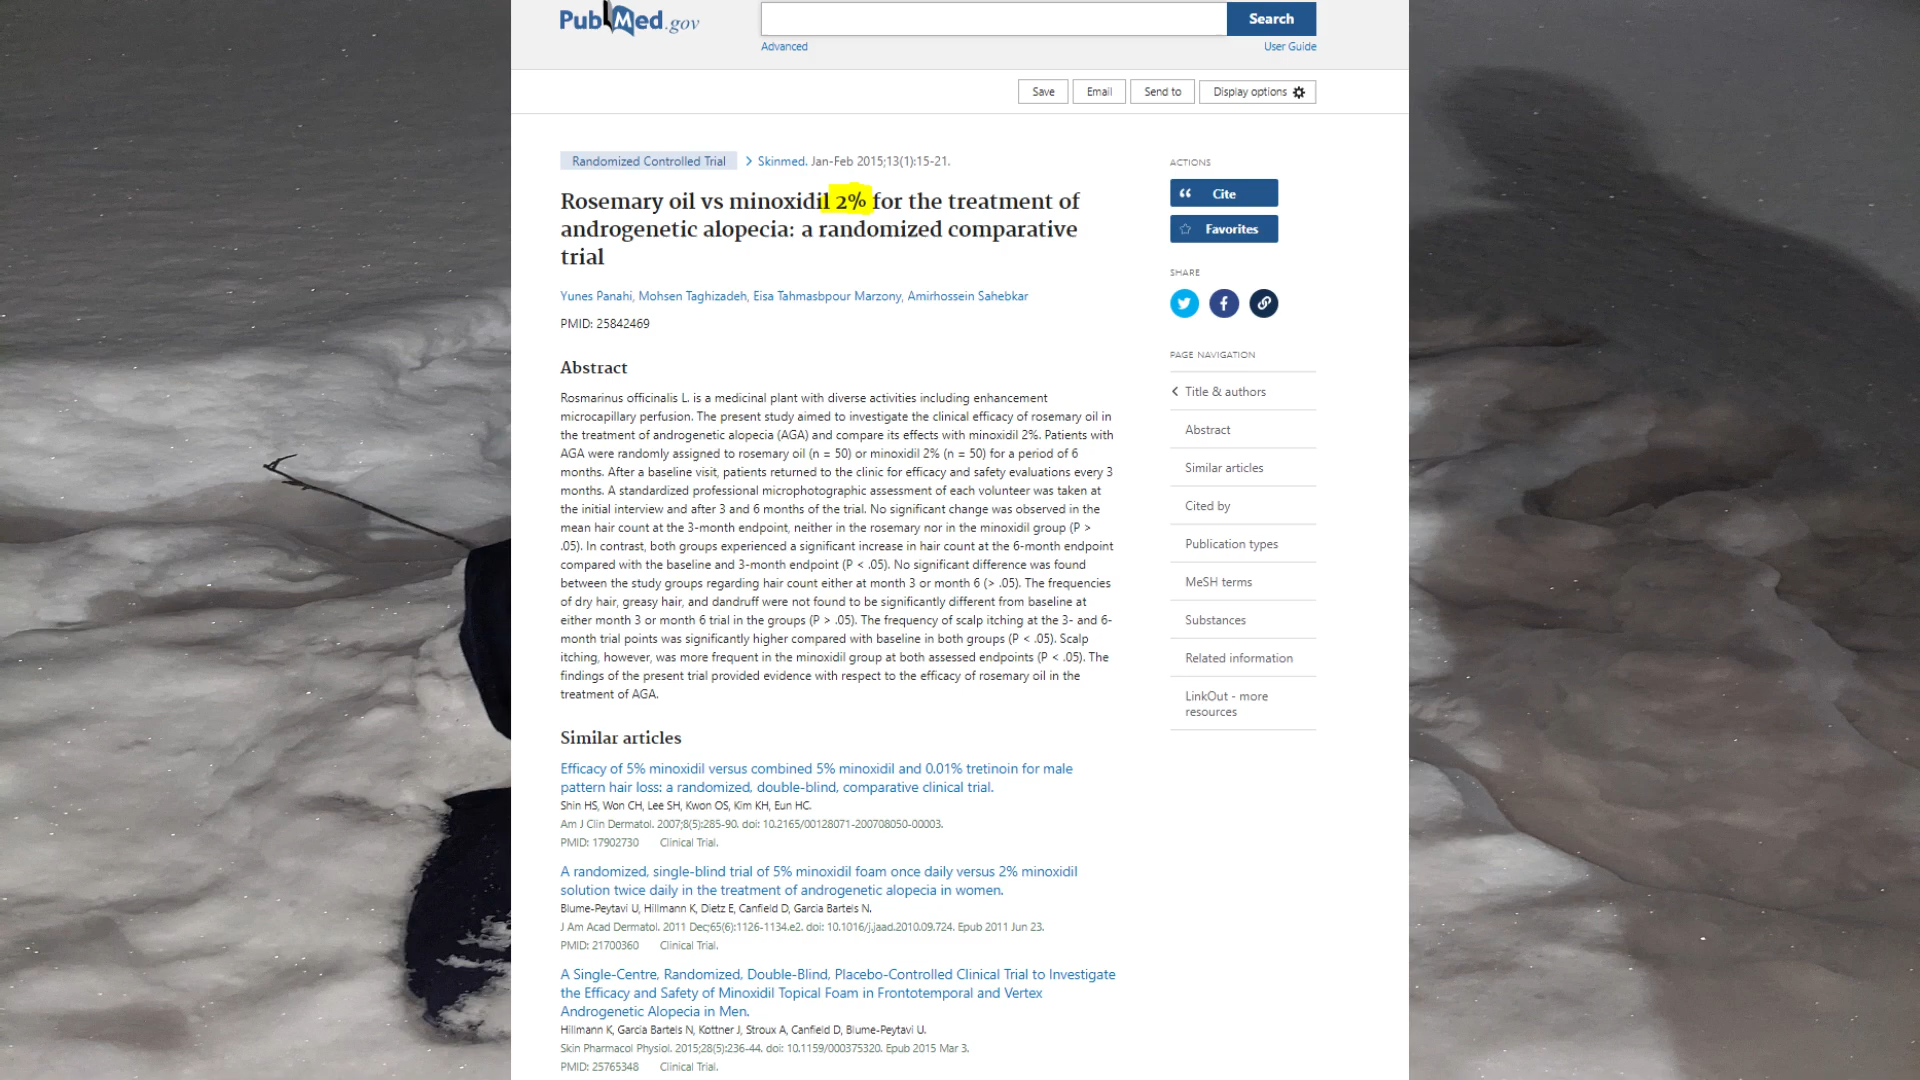 PubMed.gov
Search
Advanced
User Guide
Save
Email
Send to
Display options
Randomized Controlled Trial > Skinmed. Jan-Feb 2015;13(1):15-21.
Rosemary oil vs minoxidil 2% for the treatment of
androgenetic alopecia: a randomized comparative
trial
Yunes Panahi, Mohsen Taghizadeh, Eisa Tahmasbpour Marzony, Amirhossein Sahebkar
PMID: 25842469
Abstract
Rosmarinus officinalis L. is a medicinal plant with diverse activities including enhancement
microcapillary perfusion. The present study aimed to investigate the clinical efficacy of rosemary oil in
the treatment of androgenetic alopecia (AGA) and compare its effects with minoxidil 2%. Patients with
AGA were randomly assigned to rosemary oil (n = 50) or minoxidil 2% (n = 50) for a period of 6
months. After a baseline visit, patients returned to the clinic for efficacy and safety evaluations every 3
months. A standardized professional microphotographic assessment of each volunteer was taken at
the initial interview and after 3 and 6 months of the trial. No significant change was observed in the
mean hair count at the 3-month endpoint, neither in the rosemary nor in the minoxidil group (P >
.05). In contrast, both groups experienced a significant increase in hair count at the 6-month endpoint
compared with the baseline and 3-month endpoint (P < .05). No significant difference was found
between the study groups regarding hair count either at month 3 or month 6 (> .05). The frequencies
of dry hair, greasy hair, and dandruff were not found to be significantly different from baseline at
either month 3 or month 6 trial in the groups (P > .05). The frequency of scalp itching at the 3- and 6-
month trial points was significantly higher compared with baseline in both groups (P < .05). Scalp
itching, however, was more frequent in the minoxidil group at both assessed endpoints (P < .05). The
findings of the present trial provided evidence with respect to the efficacy of rosemary oil in the
treatment of AGA.
Similar articles
Efficacy of 5% minoxidil versus combined 5% minoxidil and 0.01% tretinoin for male
pattern hair loss: a randomized, double-blind, comparative clinical trial.
Shin HS, Won CH, Lee SH, Kwon OS, Kim KH, Eun HC.
Am J Clin Dermatol. 2007;8(5):285-90. doi: 10.2165/00128071-200708050-00003.
PMID: 17902730 Clinical Trial.
A randomized, single-blind trial of 5% minoxidil foam once daily versus 2% minoxidil
solution twice daily in the treatment of androgenetic alopecia in women.
Blume-Peytavi U, Hillmann K, Dietz E, Canfield D, Garcia Bartels N.
J Am Acad Dermatol. 2011 Dec;65(6):1126-1134.e2. doi: 10.1016/j.jaad.2010.09.724. Epub 2011 Jun 23.
PMID: 21700360 Clinical Trial.
A Single-Centre, Randomized, Double-Blind, Placebo-Controlled Clinical Trial to Investigate
the Efficacy and Safety of Minoxidil Topical Foam in Frontotemporal and Vertex
Androgenetic Alopecia in Men.
Hillmann K, Garcia Bartels N, Kottner J, Stroux A, Canfield D, Blume-Peytavi U.
Skin Pharmacol Physiol. 2015;28(5):236-44. doi: 10.1159/000375320. Epub 2015 Mar 3.
PMID: 25765348 Clinical Trial.
ACTIONS
Cite
Favorites
SHARE
PAGE NAVIGATION
Title & authors
Abstract
Similar articles
Cited by
Publication types
MeSH terms
Substances
Related information
LinkOut - more
resources